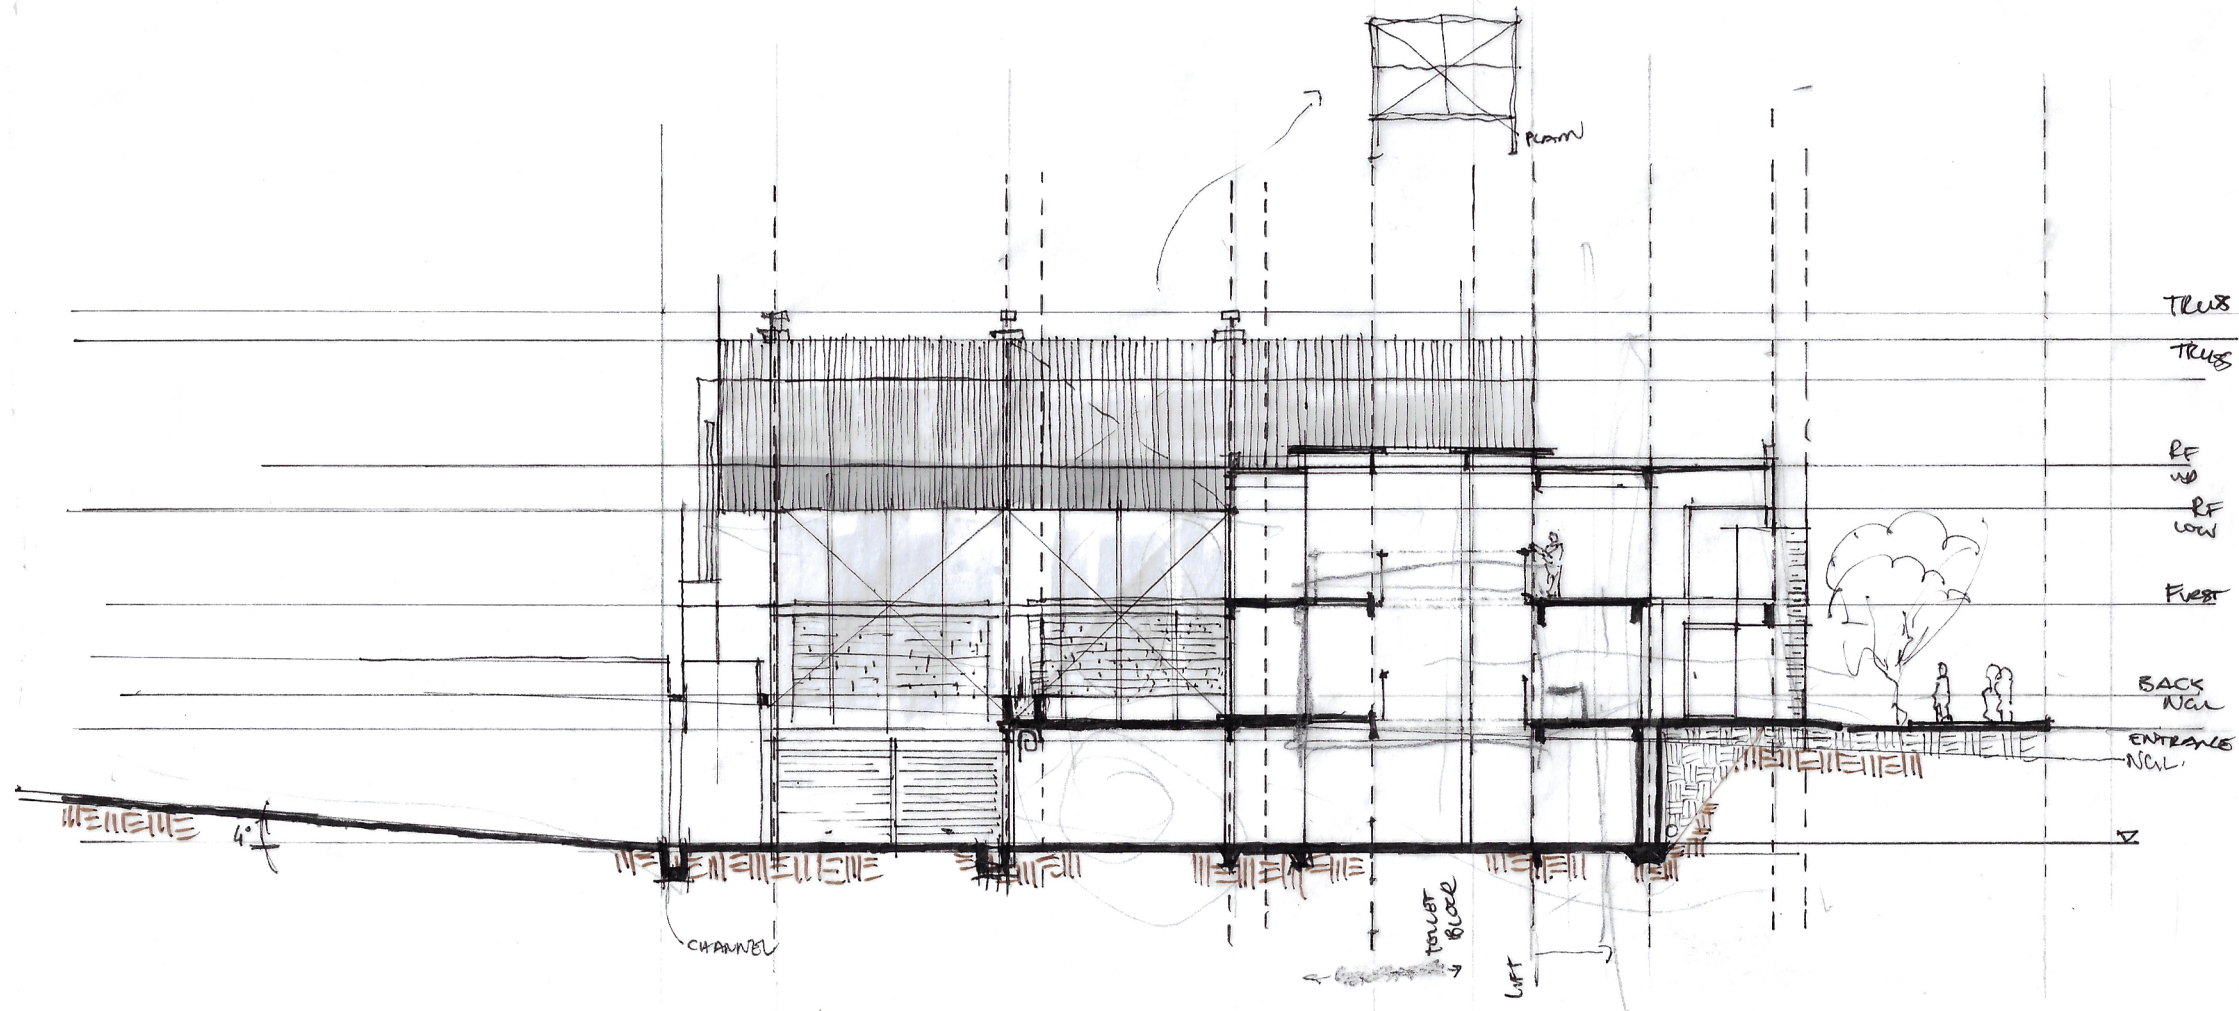 PLAN
TRUSS
TRUSS
RF
UP
RF
LOW
FIRST
BACK
NGL
ENTRANCE
NGL.
4°
CHANNEL
TOILET
BLOCK
LIFT